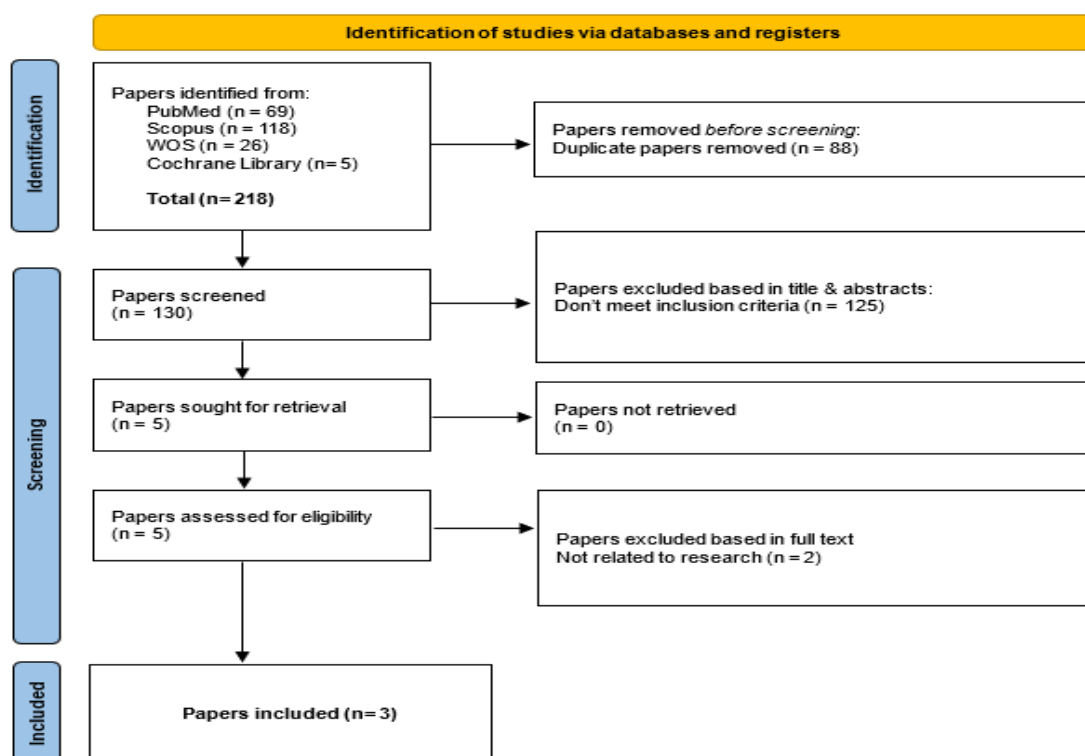 Identification of studies via databases and registers
Identification
Papers identified from:
PubMed (n = 69)
Scopus (n = 118)
WOS (n = 26)
Cochrane Library (n= 5)
Total (n= 218)
Papers removed before screening:
Duplicate papers removed (n = 88)
Screening
Papers screened
(n = 130)
Papers excluded based in title & abstracts:
Don't meet inclusion criteria (n = 125)
Papers sought for retrieval
(n = 5)
Papers not retrieved
(n = 0)
Papers assessed for eligibility
(n = 5)
Papers excluded based in full text
Not related to research (n = 2)
Included
Papers included (n= 3)